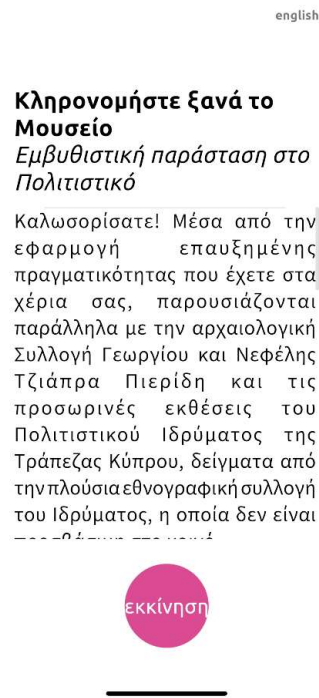 english
Κληρονομήστε ξανά το
Μουσείο
Εμβυθιστική παράσταση στο
Πολιτιστικό
Καλωσορίσατε! Μέσα από την
εφαρμογή επαυξημένης
πραγματικότητας που έχετε στα
χέρια σας, παρουσιάζονται
παράλληλα με την αρχαιολογική
Συλλογή Γεωργίου και Νεφέλης
Τζιάπρα Πιερίδη και τις
προσωρινές εκθέσεις του
Πολιτιστικού Ιδρύματος της
Τράπεζας Κύπρου, δείγματα από
την πλούσια εθνογραφική συλλογή
του Ιδρύματος, η οποία δεν είναι
εκκίνηση